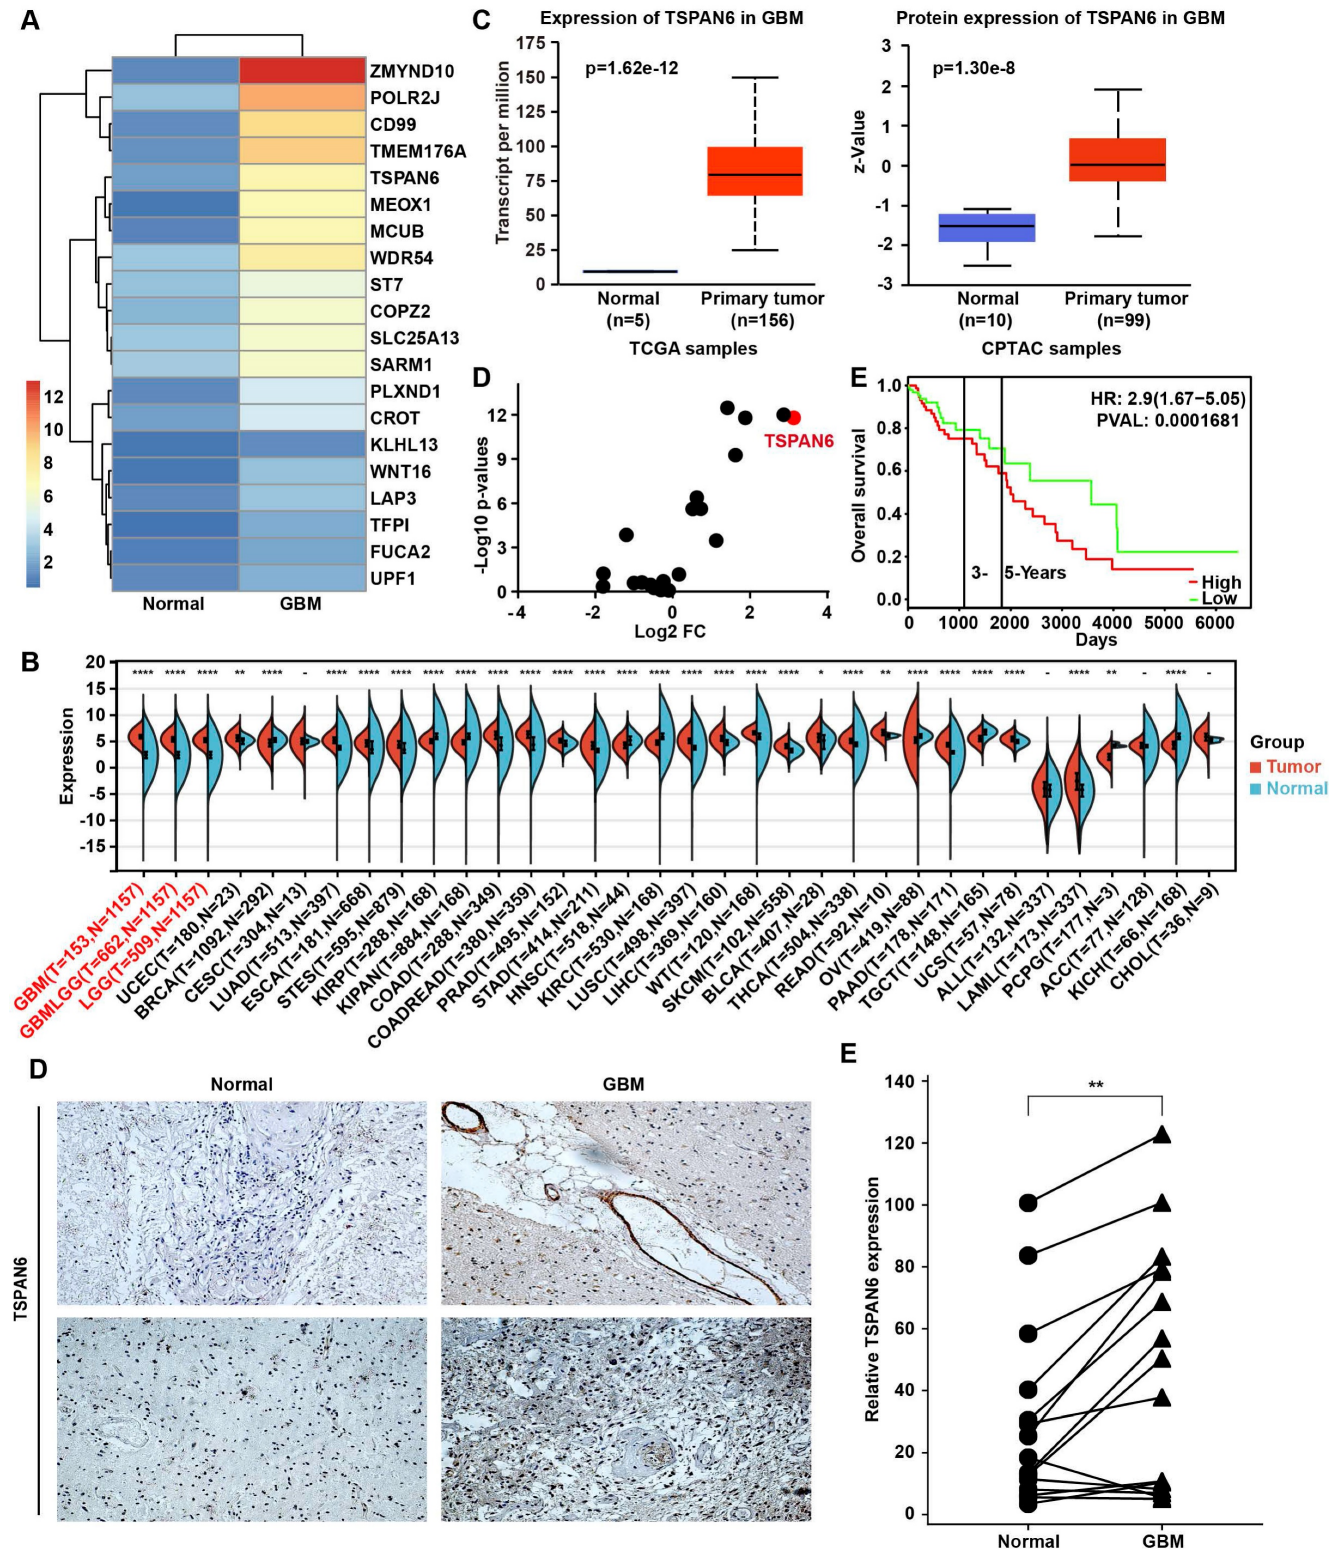 A
ZMYND10
POLR2J
CD99
TMEM176A
TSPAN6
MEOX1
MCUB
WDR54
ST7
COPZ2
SLC25A13
SARM1
PLXND1
CROT
KLHL13
WNT16
LAP3
TFPI
FUCA2
UPF1
12
10
8
6
4
2
Normal GBM
C
Expression of TSPAN6 in GBM
p=1.62e-12
Transcript per million
175
150
125
100
75
50
25
0
Normal
(n=5)
Primary tumor
(n=156)
TCGA samples
Protein expression of TSPAN6 in GBM
p=1.30e-8
z-Value
3
2
1
0
-1
-2
-3
Normal
(n=10)
Primary tumor
(n=99)
CPTAC samples
D
-Log10 p-values
12
9
6
3
0
TSPAN6
-4 -2 0 2 4
Log2 FC
E
HR: 2.9(1.67−5.05)
PVAL: 0.0001681
Overall survival
1.0
0.8
0.6
0.4
0.2
0.0
3- 5-Years
High
Low
0 1000 2000 3000 4000 5000 6000
Days
B
Expression
20
15
10
5
0
-5
-10
-15
**** **** **** ** **** - **** **** **** **** **** **** **** **** **** **** **** **** **** **** **** * **** ** **** **** **** **** - **** ** - **** -
Group
Tumor
Normal
GBM(T=153,N=1157)
GBMLGG(T=662,N=1157)
LGG(T=509,N=1157)
UCEC(T=180,N=23)
BRCA(T=1092,N=292)
CESC(T=304,N=13)
LUAD(T=513,N=397)
ESCA(T=181,N=668)
STES(T=595,N=879)
KIRP(T=288,N=168)
KIPAN(T=884,N=168)
COAD(T=288,N=349)
COADREAD(T=380,N=359)
PRAD(T=495,N=152)
STAD(T=414,N=211)
HNSC(T=518,N=44)
KIRC(T=530,N=168)
LUSC(T=498,N=397)
LIHC(T=369,N=160)
WT(T=120,N=168)
SKCM(T=102,N=558)
BLCA(T=407,N=28)
THCA(T=504,N=338)
READ(T=92,N=10)
OV(T=419,N=88)
PAAD(T=178,N=171)
TGCT(T=148,N=165)
UCS(T=57,N=78)
ALL(T=132,N=337)
LAML(T=173,N=337)
PCPG(T=177,N=3)
ACC(T=77,N=128)
KICH(T=66,N=168)
CHOL(T=36,N=9)
D
Normal GBM
TSPAN6
E
**
Relative TSPAN6 expression
140
120
100
80
60
40
20
0
Normal GBM